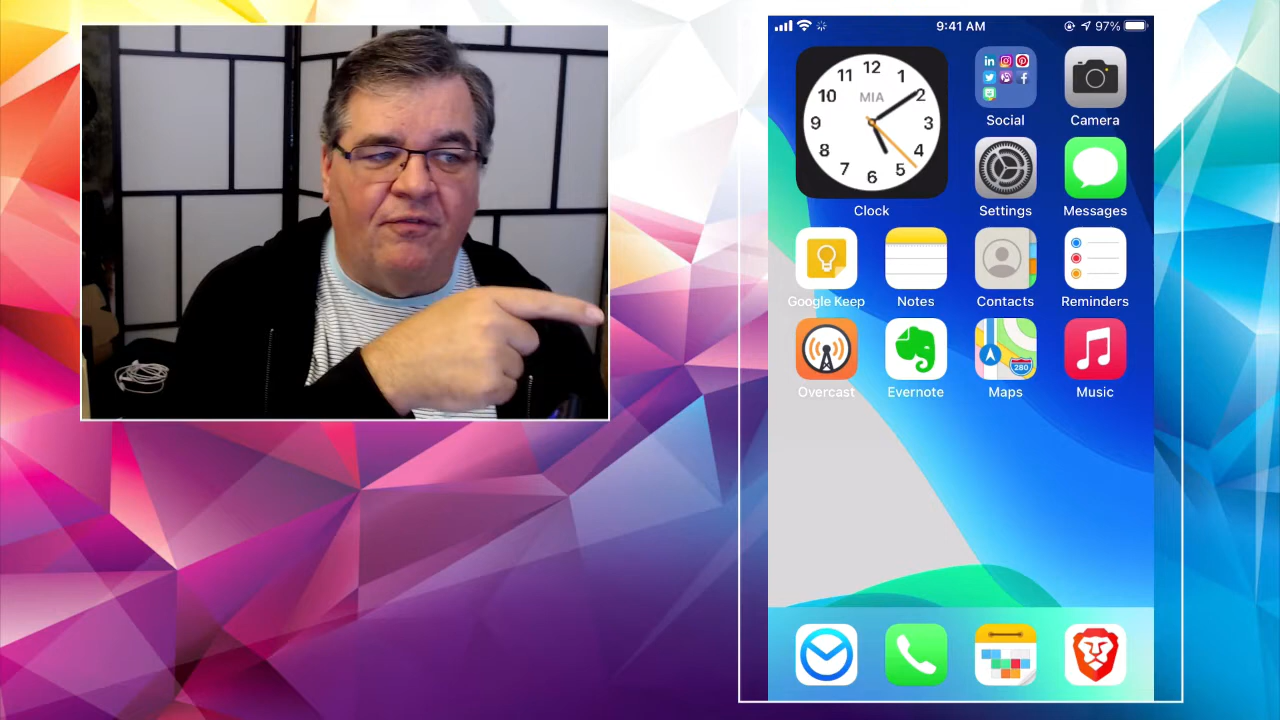 9:41 AM
97%
12
11
1
10
MIA
2
9
3
8
4
7
5
6
Clock
Social
Camera
Settings
Messages
Google Keep
Notes
Contacts
Reminders
280
Overcast
Evernote
Maps
Music